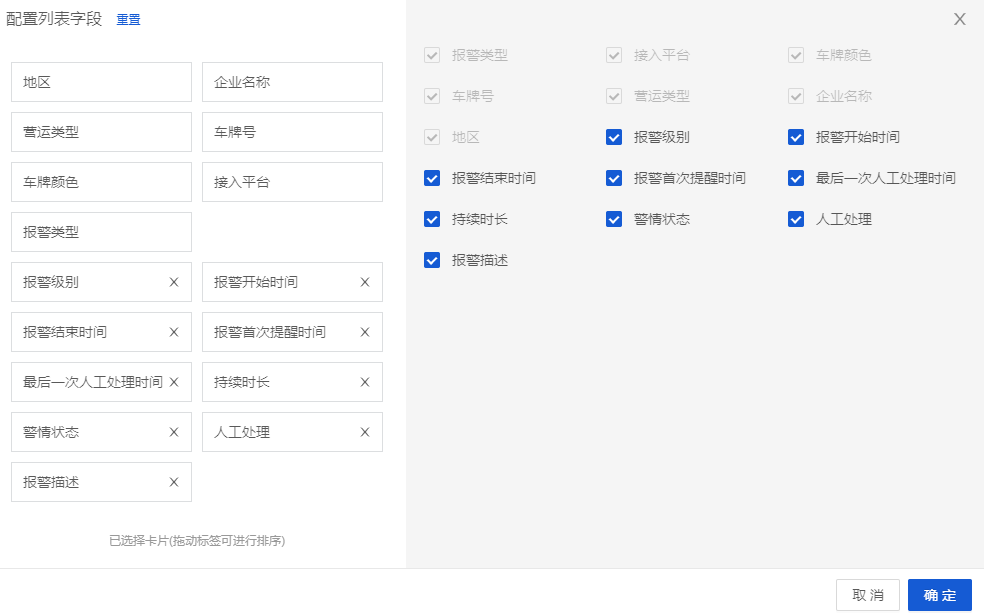 配置列表字段 重置
地区 企业名称
营运类型 车牌号
车牌颜色 接入平台
报警类型
报警级别 报警开始时间
报警结束时间 报警首次提醒时间
最后一次人工处理时间 持续时长
警情状态 人工处理
报警描述
已选择卡片(拖动标签可进行排序)
报警类型 接入平台 车牌颜色
车牌号 营运类型 企业名称
地区 报警级别 报警开始时间
报警结束时间 报警首次提醒时间 最后一次人工处理时间
持续时长 警情状态 人工处理
报警描述
取消 确定